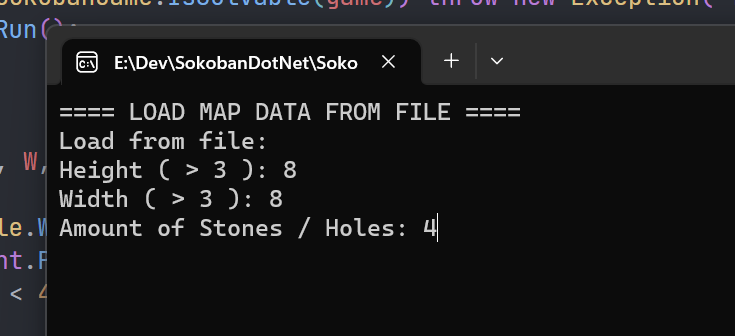 SokobanGame.IsSolvable(game)) throw new Exception(
Run();
E:\Dev\SokobanDotNet\Soko
==== LOAD MAP DATA FROM FILE ====
Load from file:
Height ( > 3 ): 8
, W,
Width ( > 3 ): 8
le.W
Amount of Stones / Holes: 4
nt.F
< 4